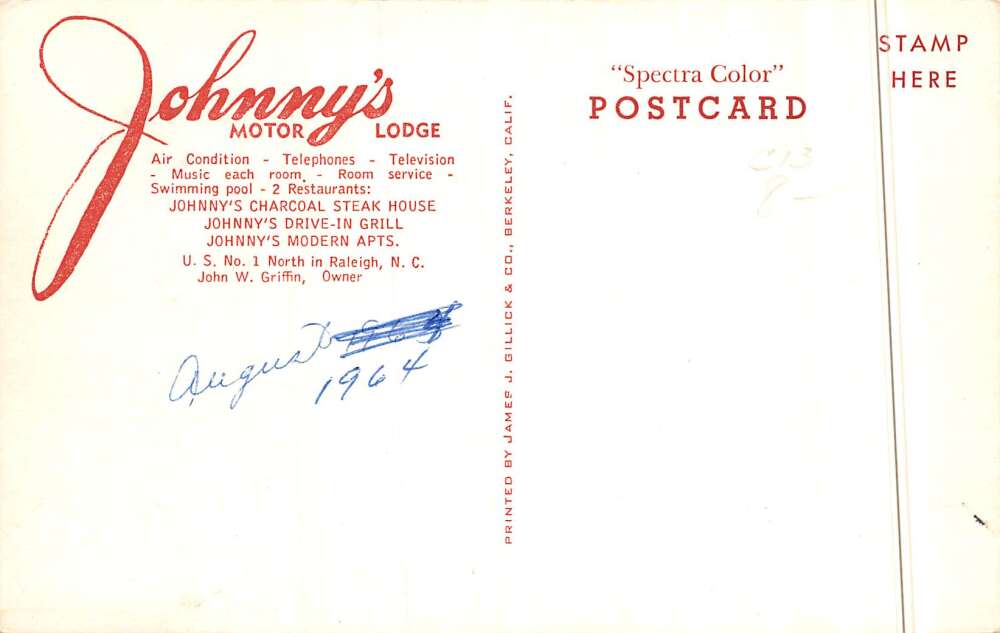 Johnny's
MOTOR LODGE
Air Condition - Telephones - Television
- Music each room - Room service -
Swimming pool - 2 Restaurants:
JOHNNY'S CHARCOAL STEAK HOUSE
JOHNNY'S DRIVE-IN GRILL
JOHNNY'S MODERN APTS.
U. S. No. 1 North in Raleigh, N. C.
John W. Griffin, Owner
August
1964
PRINTED BY JAMES J. GILLICK & CO., BERKELEY, CALIF.
"Spectra Color"
POSTCARD
STAMP
HERE